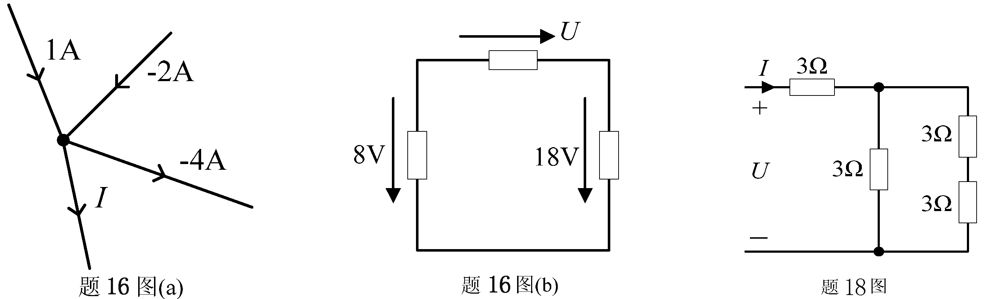 1A
-2A
-4A
I
题 16 图(a)
U
8V
18V
题 16 图(b)
I
3Ω
+
U
3Ω
3Ω
3Ω
—
题 18 图